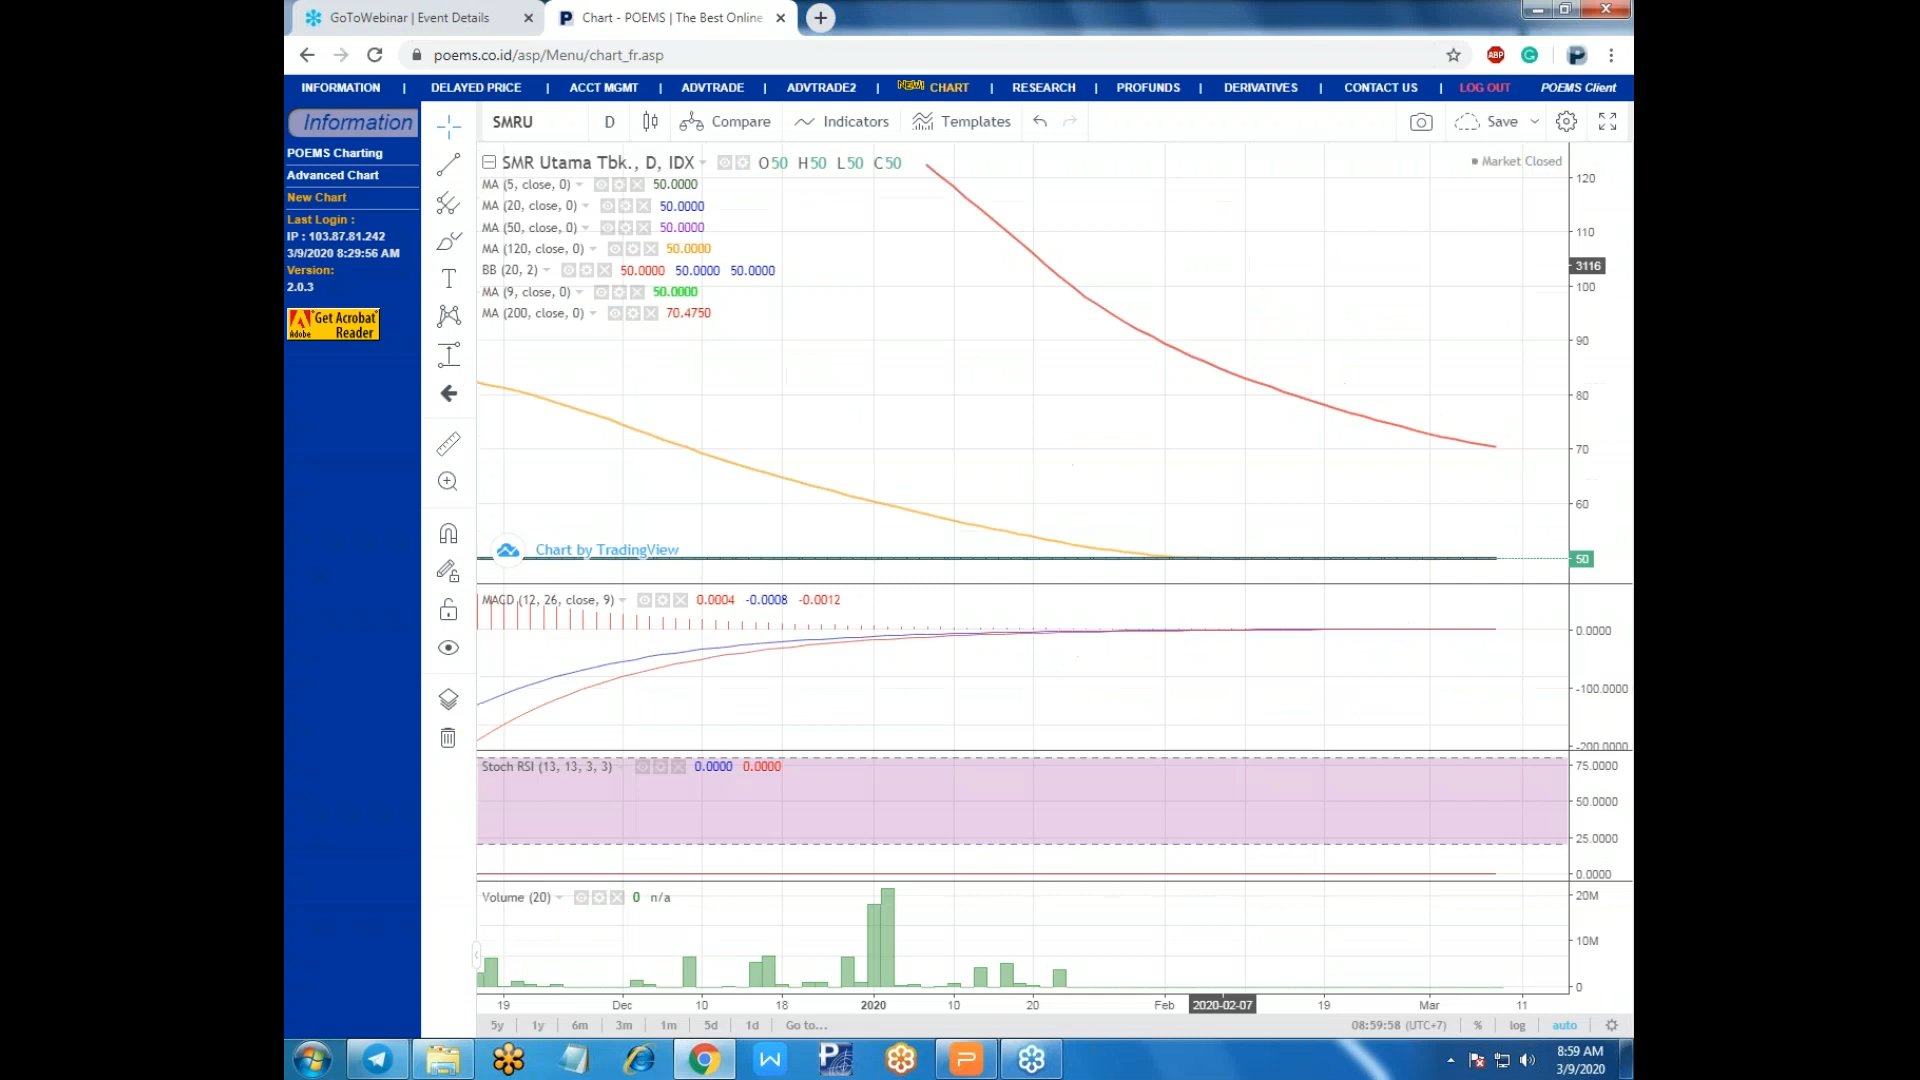 GoToWebinar | Event Details
Chart - POEMS | The Best Online
poems.co.id/asp/Menu/chart_fr.asp
ABP
INFORMATION | DELAYED PRICE | ACCT MGMT | ADVTRADE | ADVTRADE2 | NEW! CHART | RESEARCH | PROFUNDS | DERIVATIVES | CONTACT US | LOG OUT POEMS Client
Information
POEMS Charting
Advanced Chart
New Chart
Last Login :
IP : 103.87.81.242
3/9/2020 8:29:56 AM
Version:
2.0.3
Get Acrobat
Adobe Reader
SMRU D Compare Indicators Templates Save
SMR Utama Tbk., D, IDX O50 H50 L50 C50
Market Closed
MA (5, close, 0) 50.0000
MA (20, close, 0) 50.0000
MA (50, close, 0) 50.0000
MA (120, close, 0) 50.0000
BB (20, 2) 50.0000 50.0000 50.0000
MA (9, close, 0) 50.0000
MA (200, close, 0) 70.4750
120
110
3116
100
90
80
70
60
50
Chart by TradingView
MACD (12, 26, close, 9) 0.0004 -0.0008 -0.0012
0.0000
-100.0000
-200.0000
Stoch RSI (13, 13, 3, 3) 0.0000 0.0000
75.0000
50.0000
25.0000
0.0000
Volume (20) 0 n/a
20M
10M
0
19 Dec 10 18 2020 10 20 Feb 2020-02-07 19 Mar 11
5y 1y 6m 3m 1m 5d 1d Go to... 08:59:58 (UTC+7) % log auto
8:59 AM
3/9/2020